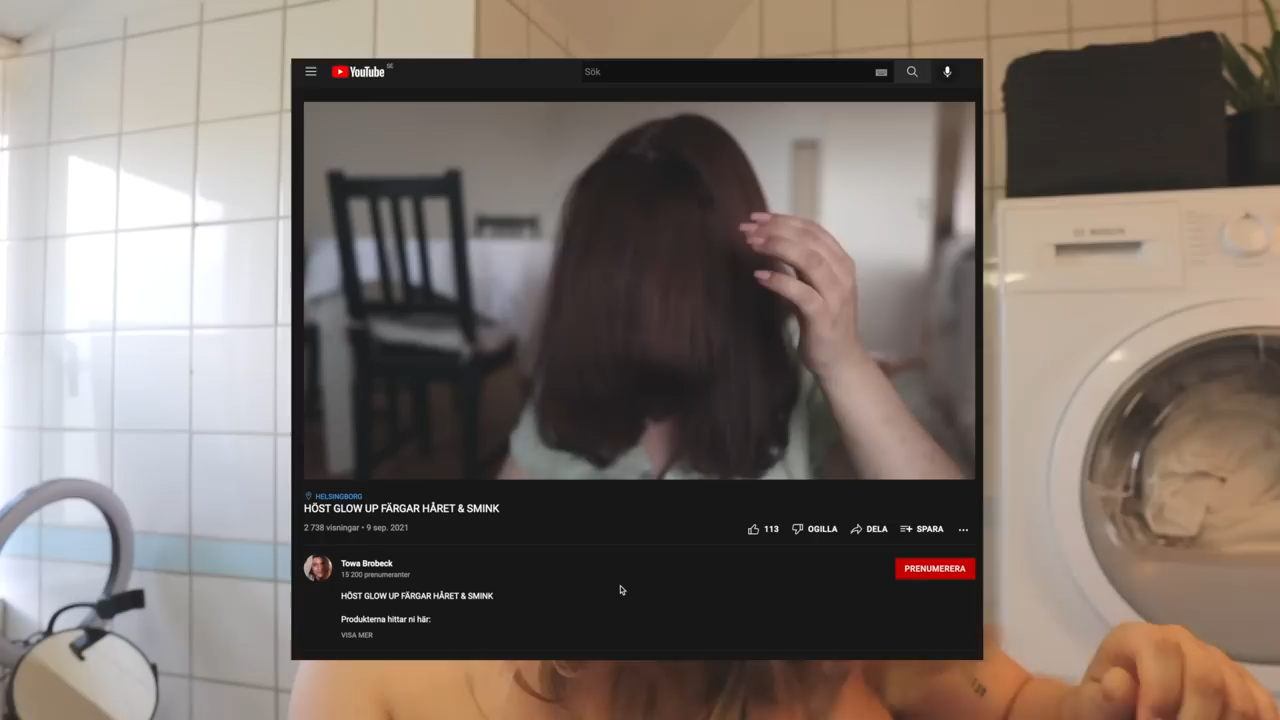 YouTube SE
Sök
BOSCH
HELSINGBORG
HÖST GLOW UP FÄRGAR HÅRET & SMINK
2 738 visningar • 9 sep. 2021
113 OGILLA DELA SPARA
Towa Brobeck
15 200 prenumeranter
PRENUMERERA
HÖST GLOW UP FÄRGAR HÅRET & SMINK
Produkterna hittar ni här:
VISA MER